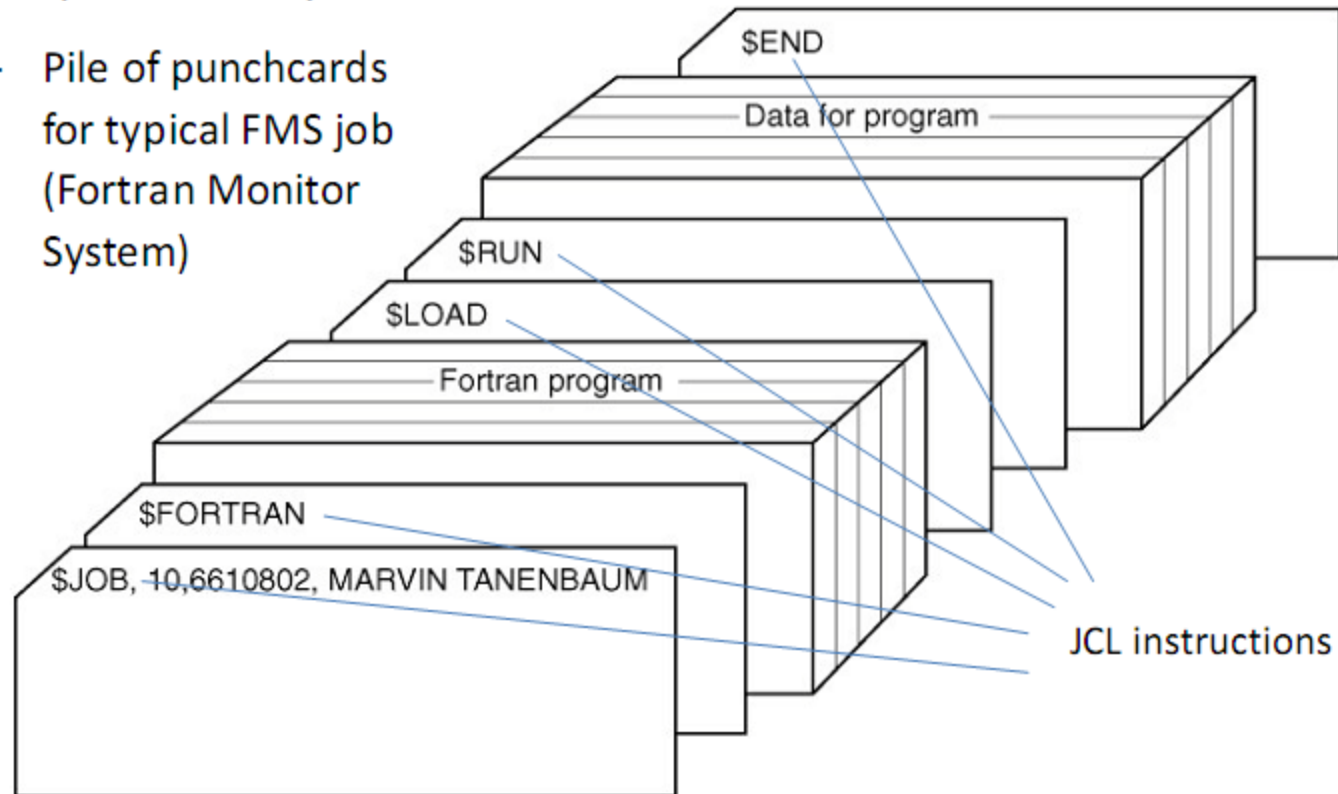 - Pile of punchcards
for typical FMS job
(Fortran Monitor
System)
$END
Data for program
$RUN
$LOAD
Fortran program
$FORTRAN
$JOB, 10,6610802, MARVIN TANENBAUM
JCL instructions